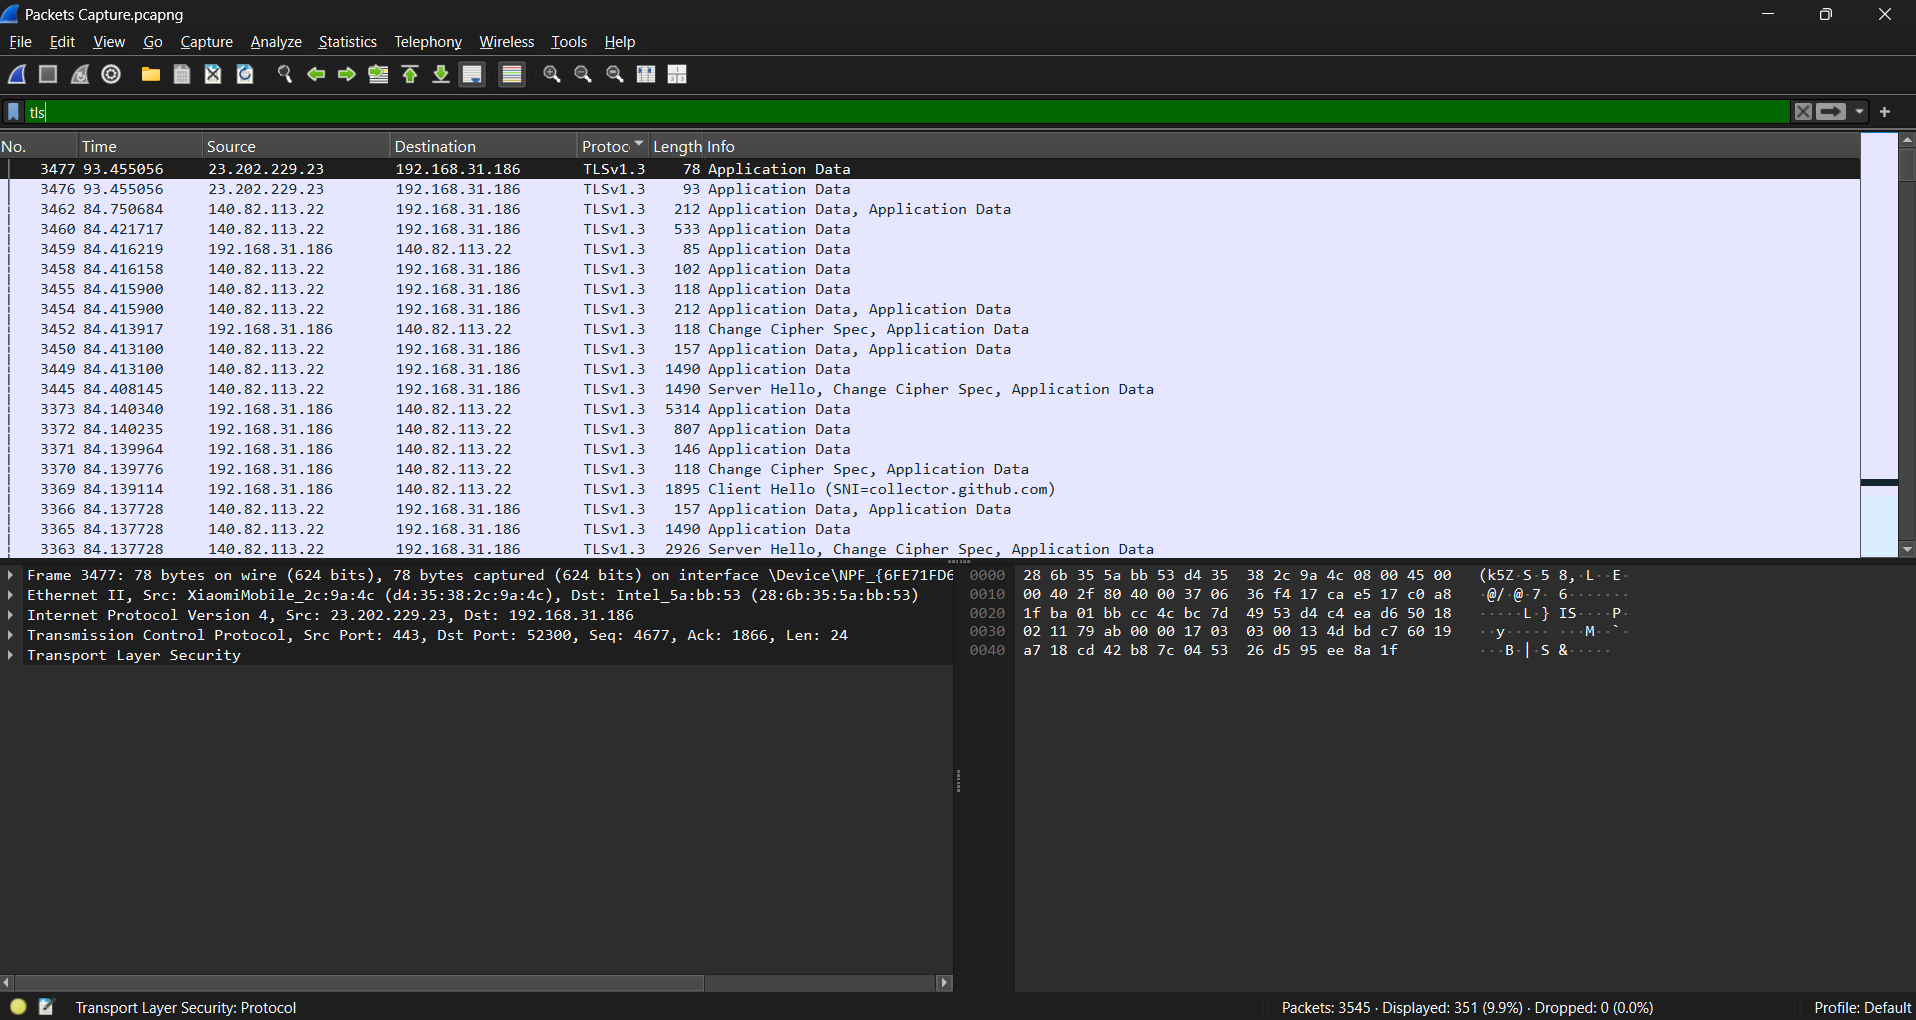 Packets Capture.pcapng
File Edit View Go Capture Analyze Statistics Telephony Wireless Tools Help
tls
No. Time Source Destination Protoc Length Info
3477 93.455056 23.202.229.23 192.168.31.186 TLSv1.3 78 Application Data
3476 93.455056 23.202.229.23 192.168.31.186 TLSv1.3 93 Application Data
3462 84.750684 140.82.113.22 192.168.31.186 TLSv1.3 212 Application Data, Application Data
3460 84.421717 140.82.113.22 192.168.31.186 TLSv1.3 533 Application Data
3459 84.416219 192.168.31.186 140.82.113.22 TLSv1.3 85 Application Data
3458 84.416158 140.82.113.22 192.168.31.186 TLSv1.3 102 Application Data
3455 84.415900 140.82.113.22 192.168.31.186 TLSv1.3 118 Application Data
3454 84.415900 140.82.113.22 192.168.31.186 TLSv1.3 212 Application Data, Application Data
3452 84.413917 192.168.31.186 140.82.113.22 TLSv1.3 118 Change Cipher Spec, Application Data
3450 84.413100 140.82.113.22 192.168.31.186 TLSv1.3 157 Application Data, Application Data
3449 84.413100 140.82.113.22 192.168.31.186 TLSv1.3 1490 Application Data
3445 84.408145 140.82.113.22 192.168.31.186 TLSv1.3 1490 Server Hello, Change Cipher Spec, Application Data
3373 84.140340 192.168.31.186 140.82.113.22 TLSv1.3 5314 Application Data
3372 84.140235 192.168.31.186 140.82.113.22 TLSv1.3 807 Application Data
3371 84.139964 192.168.31.186 140.82.113.22 TLSv1.3 146 Application Data
3370 84.139776 192.168.31.186 140.82.113.22 TLSv1.3 118 Change Cipher Spec, Application Data
3369 84.139114 192.168.31.186 140.82.113.22 TLSv1.3 1895 Client Hello (SNI=collector.github.com)
3366 84.137728 140.82.113.22 192.168.31.186 TLSv1.3 157 Application Data, Application Data
3365 84.137728 140.82.113.22 192.168.31.186 TLSv1.3 1490 Application Data
3363 84.137728 140.82.113.22 192.168.31.186 TLSv1.3 2926 Server Hello, Change Cipher Spec, Application Data
Frame 3477: 78 bytes on wire (624 bits), 78 bytes captured (624 bits) on interface \Device\NPF_{6FE71FD6
Ethernet II, Src: XiaomiMobile_2c:9a:4c (d4:35:38:2c:9a:4c), Dst: Intel_5a:bb:53 (28:6b:35:5a:bb:53)
Internet Protocol Version 4, Src: 23.202.229.23, Dst: 192.168.31.186
Transmission Control Protocol, Src Port: 443, Dst Port: 52300, Seq: 4677, Ack: 1866, Len: 24
Transport Layer Security
0000 28 6b 35 5a bb 53 d4 35 38 2c 9a 4c 08 00 45 00 (k5Z·S·5 8,·L··E·
0010 00 40 2f 80 40 00 37 06 36 f4 17 ca e5 17 c0 a8 ·@/·@·7· 6·······
0020 1f ba 01 bb cc 4c bc 7d 49 53 d4 c4 ea d6 50 18 ·····L·} IS····P·
0030 02 11 79 ab 00 00 17 03 03 00 13 4d bd c7 60 19 ··y····· ···M··`·
0040 a7 18 cd 42 b8 7c 04 53 26 d5 95 ee 8a 1f ···B·|·S &·····
Transport Layer Security: Protocol
Packets: 3545 · Displayed: 351 (9.9%) · Dropped: 0 (0.0%)
Profile: Default